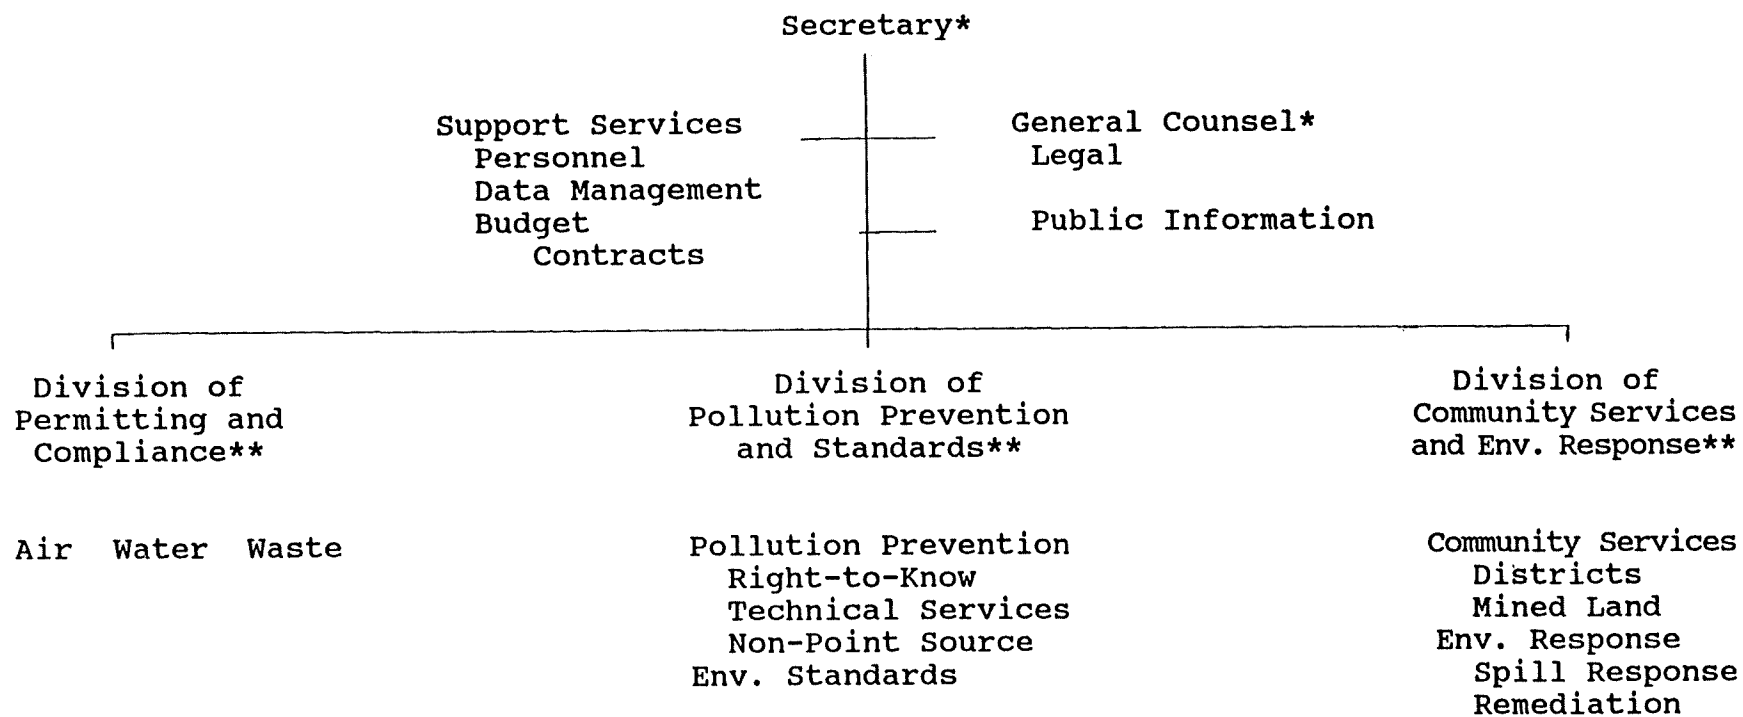 Secretary*
Support Services
Personnel
Data Management
Budget
Contracts
General Counsel*
Legal
Public Information
Division of
Permitting and
Compliance**
Air Water Waste
Division of
Pollution Prevention
and Standards**
Pollution Prevention
Right-to-Know
Technical Services
Non-Point Source
Env. Standards
Division of
Community Services
and Env. Response**
Community Services
Districts
Mined Land
Env. Response
Spill Response
Remediation